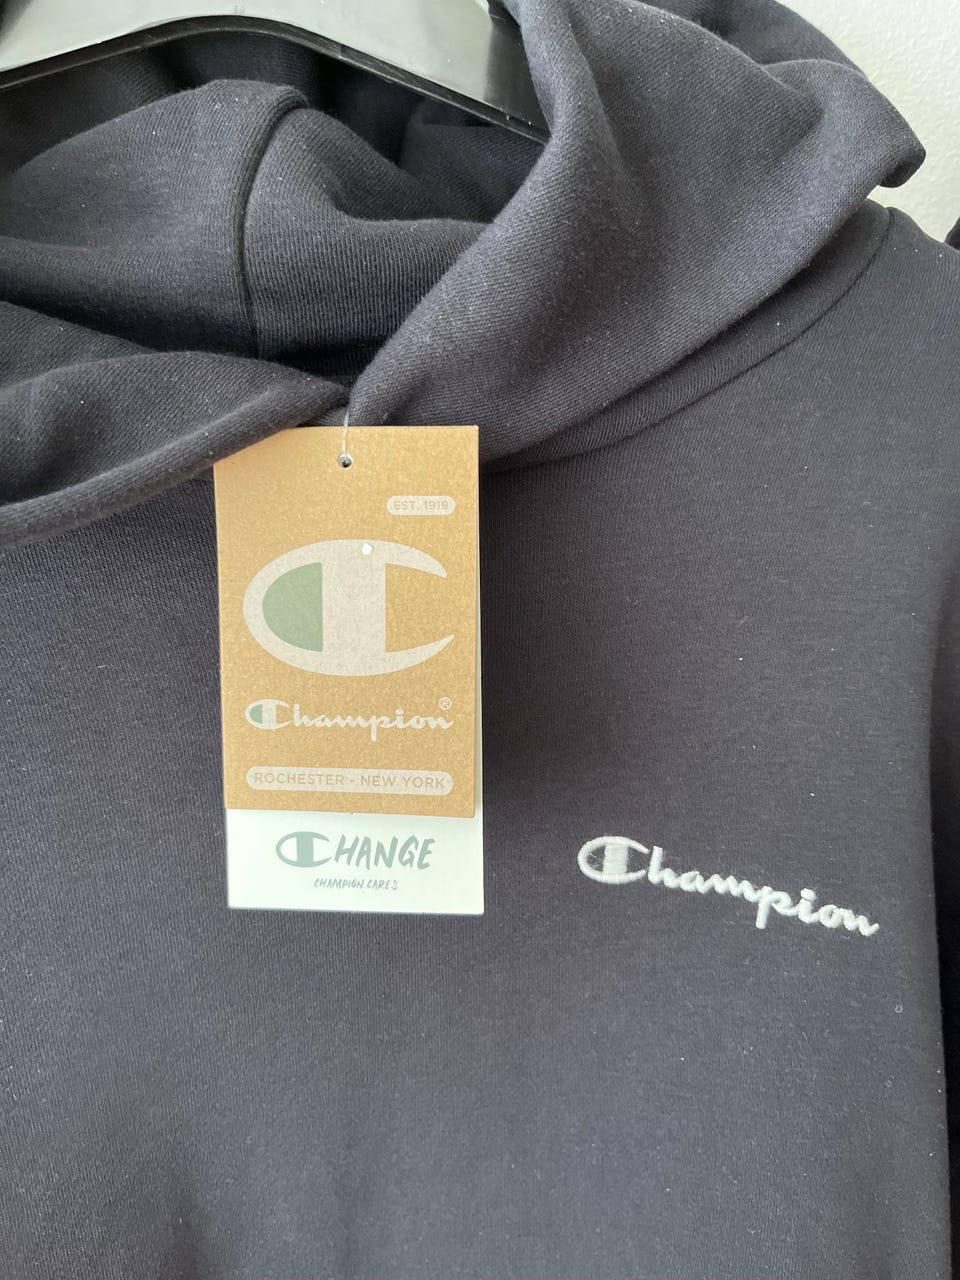 EST. 1919
Champion®
ROCHESTER - NEW YORK
CHANGE
CHAMPION CARES
Champion